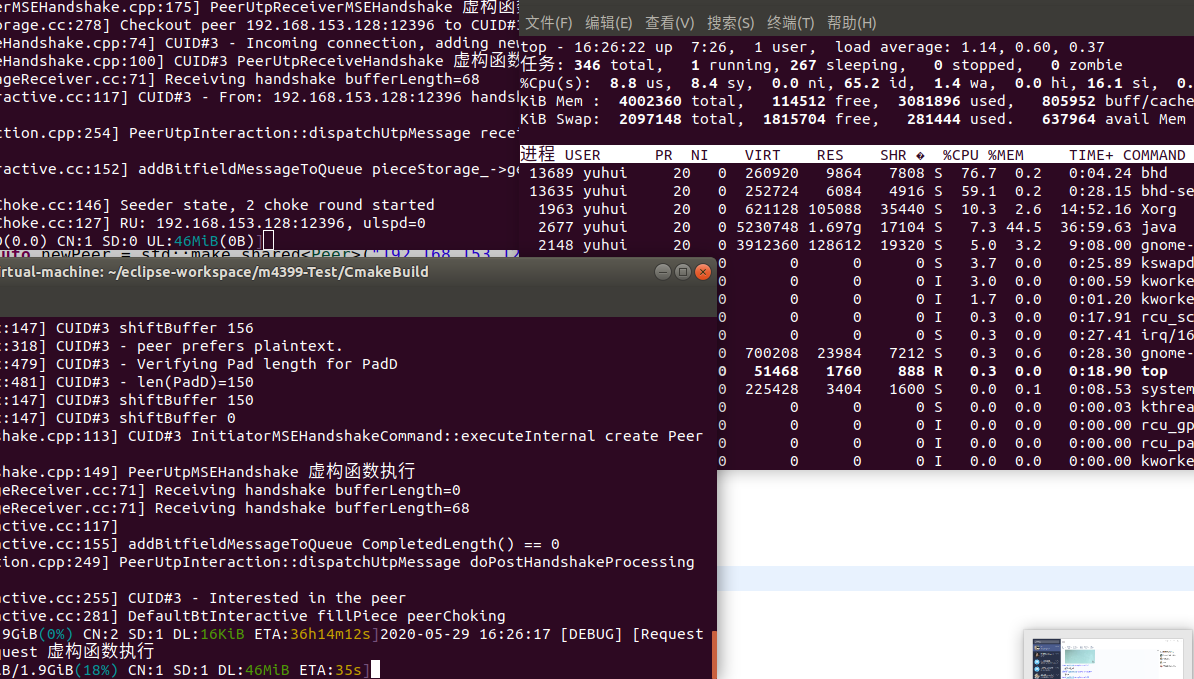 erMSEHandshake.cpp:175] PeerUtpReceiverMSEHandshake 虚构函
orage.cc:278] Checkout peer 192.168.153.128:12396 to CUID#
eHandshake.cpp:74] CUID#3 - Incoming connection, adding new
eHandshake.cpp:100] CUID#3 PeerUtpReceiveHandshake 虚构函数
ageReceiver.cc:71] Receiving handshake bufferLength=68
ractive.cc:117] CUID#3 - From: 192.168.153.128:12396 handsh
ction.cpp:254] PeerUtpInteraction::dispatchUtpMessage rece
ractive.cc:152] addBitfieldMessageToQueue pieceStorage_->ge
Choke.cc:146] Seeder state, 2 choke round started
Choke.cc:127] RU: 192.168.153.128:12396, ulspd=0
0(0.0) CN:1 SD:0 UL:46MiB(0B)]
auto newPeer = std::make_shared<Peer>("192.168.153.12
文件(F) 编辑(E) 查看(V) 搜索(S) 终端(T) 帮助(H)
top - 16:26:22 up 7:26, 1 user, load average: 1.14, 0.60, 0.37
任务: 346 total, 1 running, 267 sleeping, 0 stopped, 0 zombie
%Cpu(s): 8.8 us, 8.4 sy, 0.0 ni, 65.2 id, 1.4 wa, 0.0 hi, 16.1 si, 0.
KiB Mem : 4002360 total, 114512 free, 3081896 used, 805952 buff/cache
KiB Swap: 2097148 total, 1815704 free, 281444 used. 637964 avail Mem
进程 USER PR NI VIRT RES SHR � %CPU %MEM TIME+ COMMAND
13689 yuhui 20 0 260920 9864 7808 S 76.7 0.2 0:04.24 bhd
13635 yuhui 20 0 252724 6084 4916 S 59.1 0.2 0:28.15 bhd-se
1963 yuhui 20 0 621128 105088 35440 S 10.3 2.6 14:52.16 Xorg
2677 yuhui 20 0 5230748 1.697g 17104 S 7.3 44.5 36:59.63 java
2148 yuhui 20 0 3912360 128612 19320 S 5.0 3.2 9:08.00 gnome-
0 0 0 0 S 3.7 0.0 0:25.89 kswapd
0 0 0 0 I 3.0 0.0 0:00.59 kworke
0 0 0 0 I 1.7 0.0 0:01.20 kworke
0 0 0 0 I 0.3 0.0 0:17.91 rcu_sc
0 0 0 0 S 0.3 0.0 0:27.41 irq/16
0 700208 23984 7212 S 0.3 0.6 0:28.30 gnome-
0 51468 1760 888 R 0.3 0.0 0:18.90 top
0 225428 3404 1600 S 0.0 0.1 0:08.53 system
0 0 0 0 S 0.0 0.0 0:00.03 kthrea
0 0 0 0 I 0.0 0.0 0:00.00 rcu_gp
0 0 0 0 I 0.0 0.0 0:00.00 rcu_pa
0 0 0 0 I 0.0 0.0 0:00.00 kworke
irtual-machine: ~/eclipse-workspace/m4399-Test/CmakeBuild
c:147] CUID#3 shiftBuffer 156
c:318] CUID#3 - peer prefers plaintext.
c:479] CUID#3 - Verifying Pad length for PadD
c:481] CUID#3 - len(PadD)=150
c:147] CUID#3 shiftBuffer 150
c:147] CUID#3 shiftBuffer 0
shake.cpp:113] CUID#3 InitiatorMSEHandshakeCommand::executeInternal create Peer
shake.cpp:149] PeerUtpMSEHandshake 虚构函数执行
geReceiver.cc:71] Receiving handshake bufferLength=0
geReceiver.cc:71] Receiving handshake bufferLength=68
active.cc:117]
active.cc:155] addBitfieldMessageToQueue CompletedLength() == 0
tion.cpp:249] PeerUtpInteraction::dispatchUtpMessage doPostHandshakeProcessing
active.cc:255] CUID#3 - Interested in the peer
active.cc:281] DefaultBtInteractive fillPiece peerChoking
.9GiB(0%) CN:2 SD:1 DL:16KiB ETA:36h14m12s]2020-05-29 16:26:17 [DEBUG] [Request
quest 虚构函数执行
iB/1.9GiB(18%) CN:1 SD:1 DL:46MiB ETA:35s]